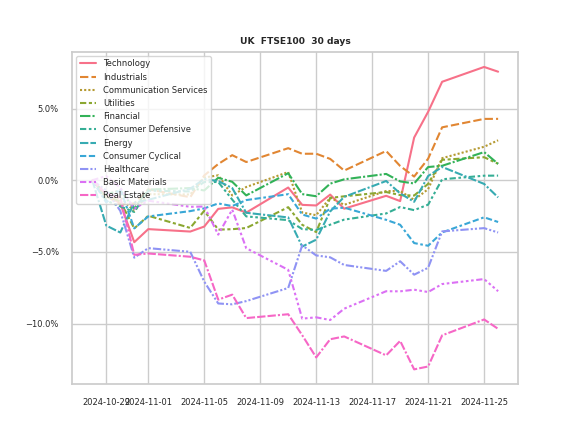 UK FTSE100 30 days
Technology
Industrials
Communication Services
Utilities
Financial
Consumer Defensive
Energy
Consumer Cyclical
Healthcare
Basic Materials
Real Estate
5.0%
0.0%
−5.0%
−10.0%
2024-10-29 2024-11-01 2024-11-05 2024-11-09 2024-11-13 2024-11-17 2024-11-21 2024-11-25